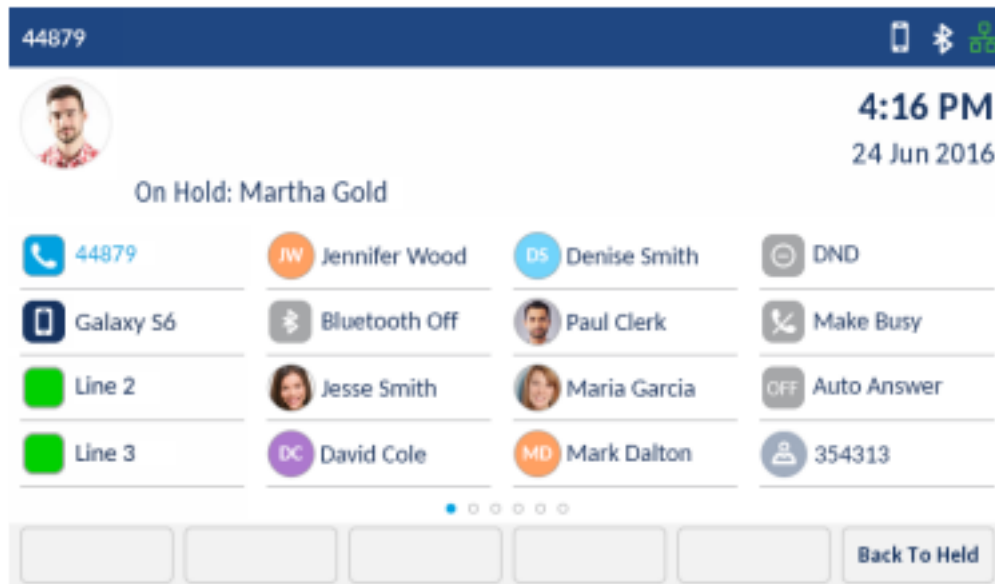 44879
4:16 PM
24 Jun 2016
On Hold: Martha Gold
44879
JW Jennifer Wood
DS Denise Smith
DND
Galaxy S6
Bluetooth Off
Paul Clerk
Make Busy
Line 2
Jesse Smith
Maria Garcia
OFF Auto Answer
Line 3
DC David Cole
MD Mark Dalton
354313
Back To Held